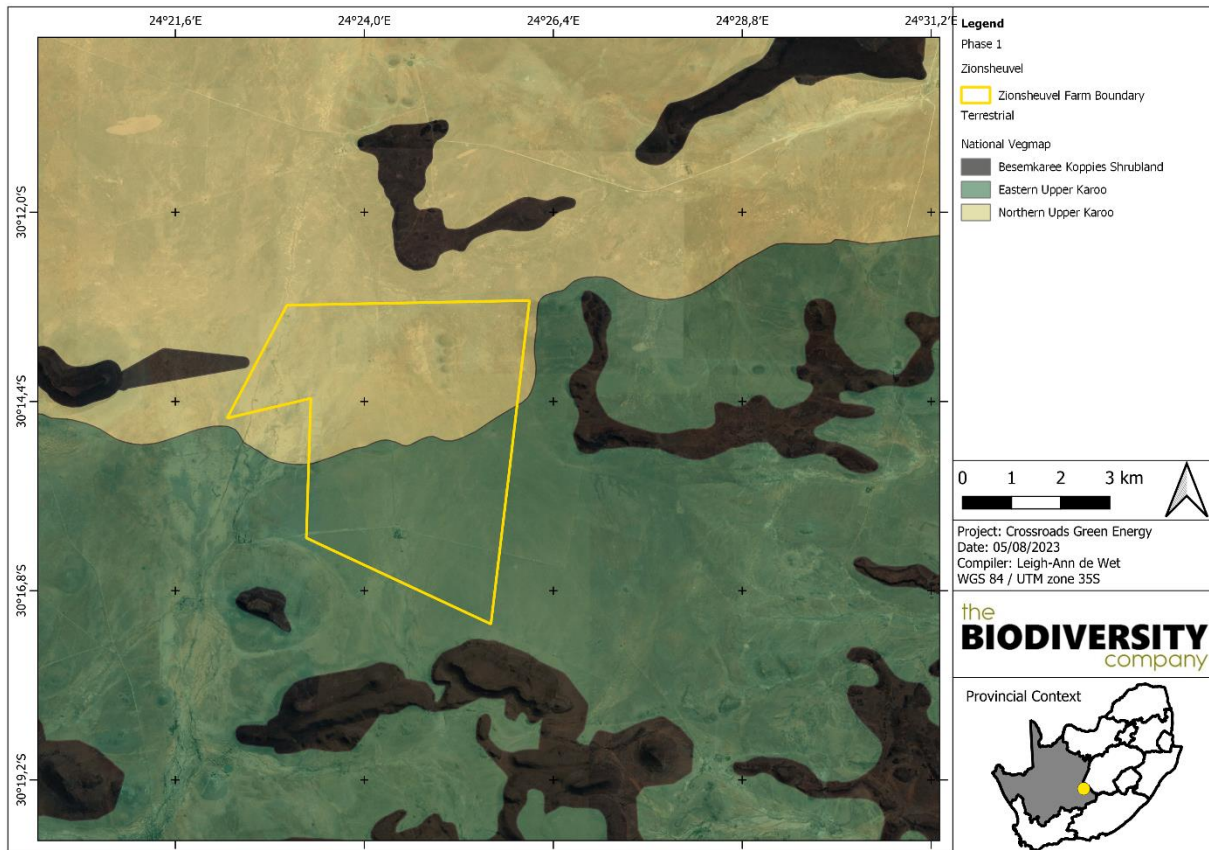 24°21,6'E
24°24,0'E
24°26,4'E
24°28,8'E
24°31,2'E
30°12,0'S
30°14,4'S
30°16,8'S
30°19,2'S
Legend
Phase 1
Zionsheuvel
Zionsheuvel Farm Boundary
Terrestrial
National Vegmap
Besemkaree Koppies Shrubland
Eastern Upper Karoo
Northern Upper Karoo
0 1 2 3 km
Project: Crossroads Green Energy
Date: 05/08/2023
Compiler: Leigh-Ann de Wet
WGS 84 / UTM zone 35S
the
BIODIVERSITY
company
Provincial Context